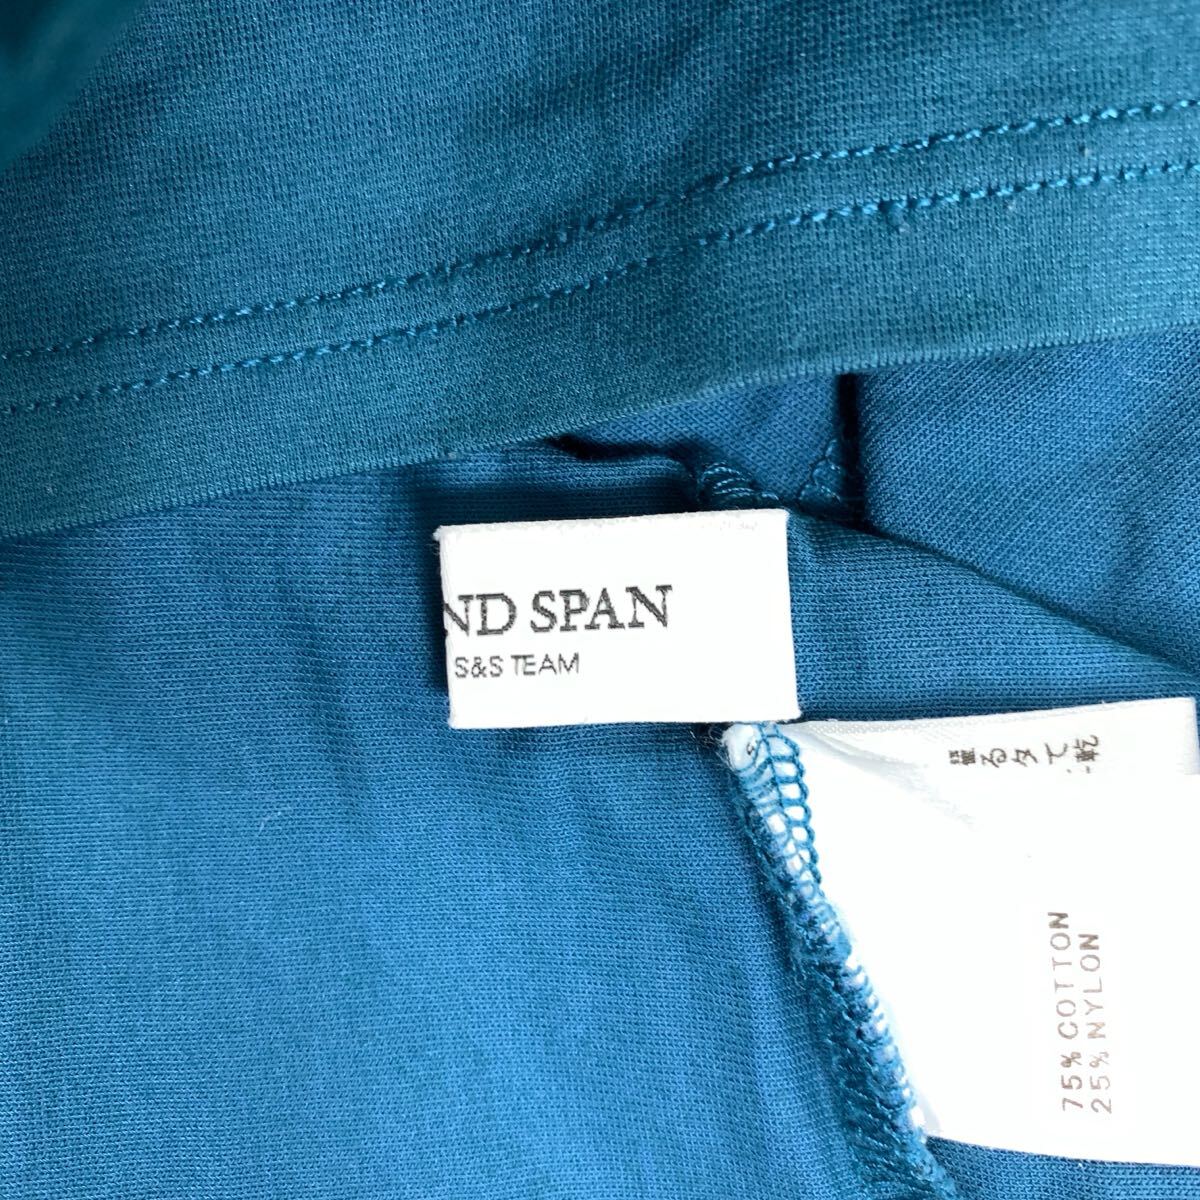 ND SPAN
S&S TEAM
75% COTTON
25% NYLON